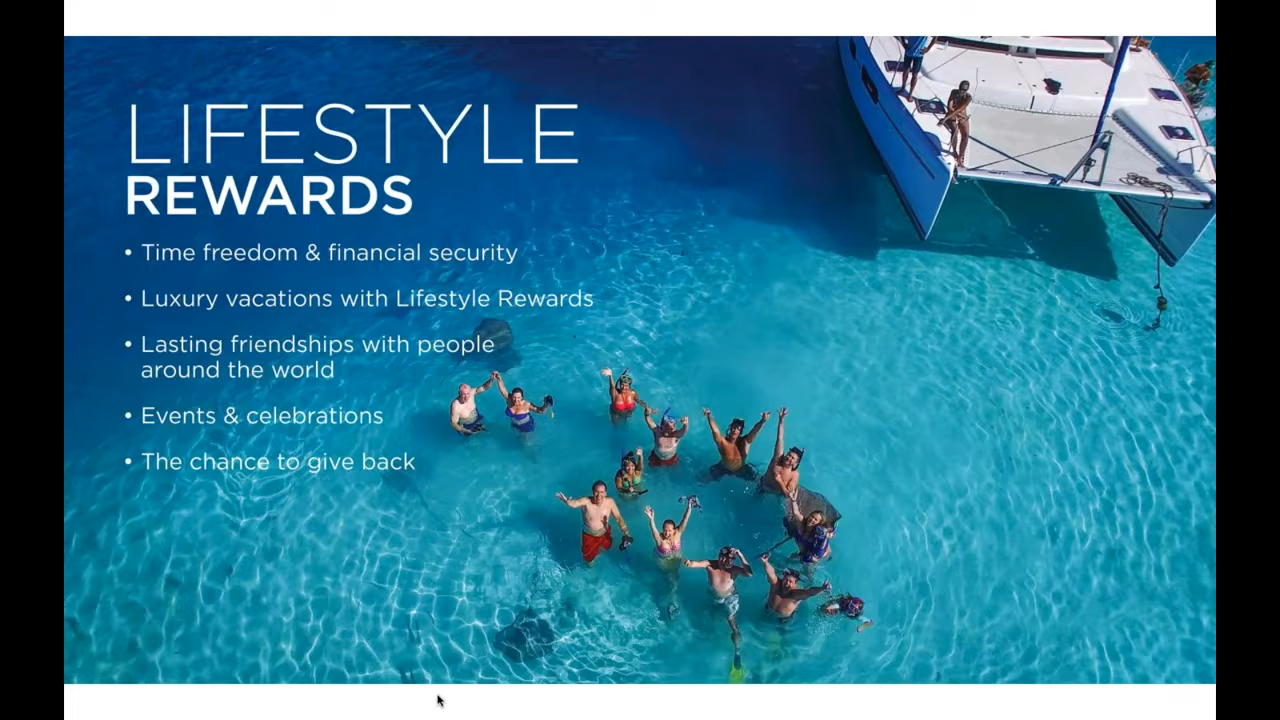 LIFESTYLE
REWARDS
• Time freedom & financial security
• Luxury vacations with Lifestyle Rewards
• Lasting friendships with people
around the world
• Events & celebrations
• The chance to give back